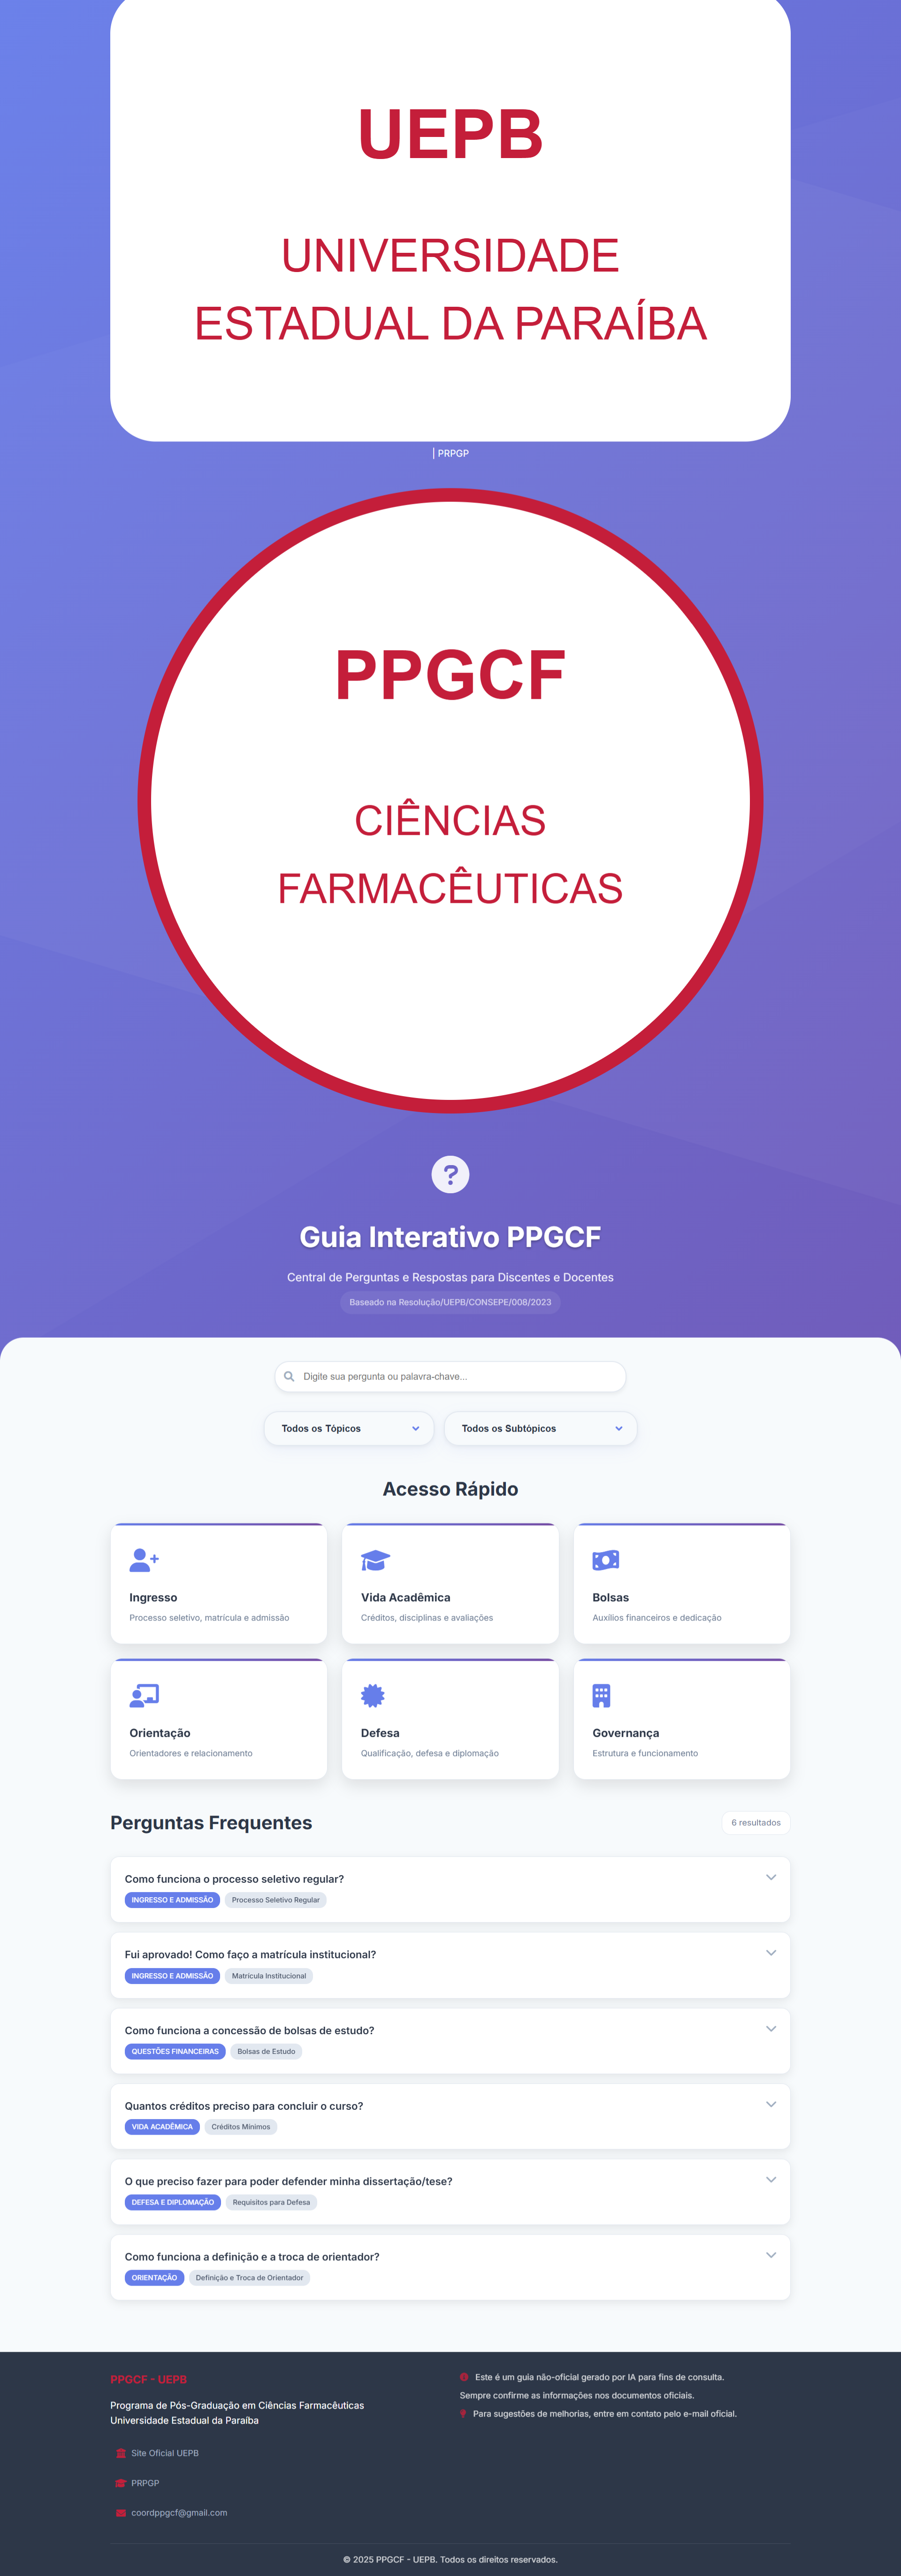 UEPB
UNIVERSIDADE
ESTADUAL DA PARAÍBA
| PRPGP
PPGCF
CIÊNCIAS
FARMACÊUTICAS
Guia Interativo PPGCF
Central de Perguntas e Respostas para Discentes e Docentes
Baseado na Resolução/UEPB/CONSEPE/008/2023
Digite sua pergunta ou palavra-chave...
Todos os Tópicos
Todos os Subtópicos
Acesso Rápido
Ingresso
Processo seletivo, matrícula e admissão
Vida Acadêmica
Créditos, disciplinas e avaliações
Bolsas
Auxílios financeiros e dedicação
Orientação
Orientadores e relacionamento
Defesa
Qualificação, defesa e diplomação
Governança
Estrutura e funcionamento
Perguntas Frequentes
6 resultados
Como funciona o processo seletivo regular?
INGRESSO E ADMISSÃO
Processo Seletivo Regular
Fui aprovado! Como faço a matrícula institucional?
INGRESSO E ADMISSÃO
Matrícula Institucional
Como funciona a concessão de bolsas de estudo?
QUESTÕES FINANCEIRAS
Bolsas de Estudo
Quantos créditos preciso para concluir o curso?
VIDA ACADÊMICA
Créditos Mínimos
O que preciso fazer para poder defender minha dissertação/tese?
DEFESA E DIPLOMAÇÃO
Requisitos para Defesa
Como funciona a definição e a troca de orientador?
ORIENTAÇÃO
Definição e Troca de Orientador
PPGCF - UEPB
Programa de Pós-Graduação em Ciências Farmacêuticas
Universidade Estadual da Paraíba
Site Oficial UEPB
PRPGP
coordppgcf@gmail.com
Este é um guia não-oficial gerado por IA para fins de consulta.
Sempre confirme as informações nos documentos oficiais.
Para sugestões de melhorias, entre em contato pelo e-mail oficial.
© 2025 PPGCF - UEPB. Todos os direitos reservados.